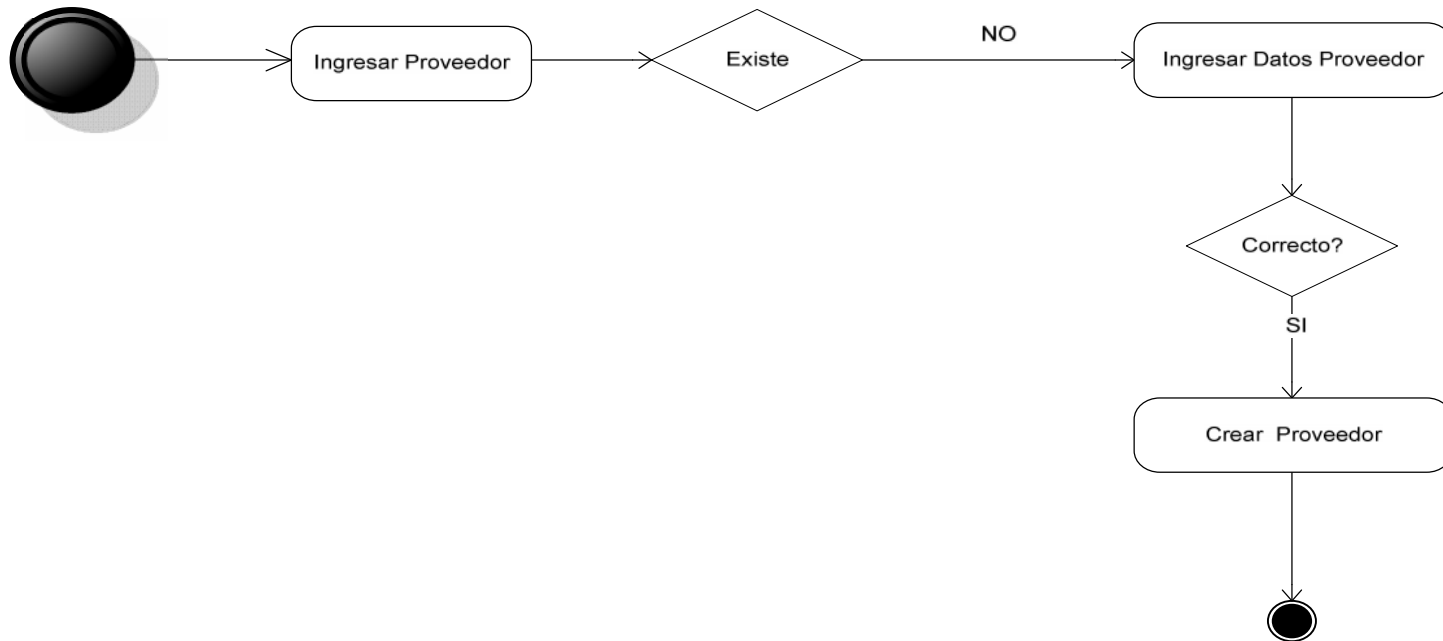 Ingresar Proveedor
Existe
NO
Ingresar Datos Proveedor
Correcto?
SI
Crear Proveedor